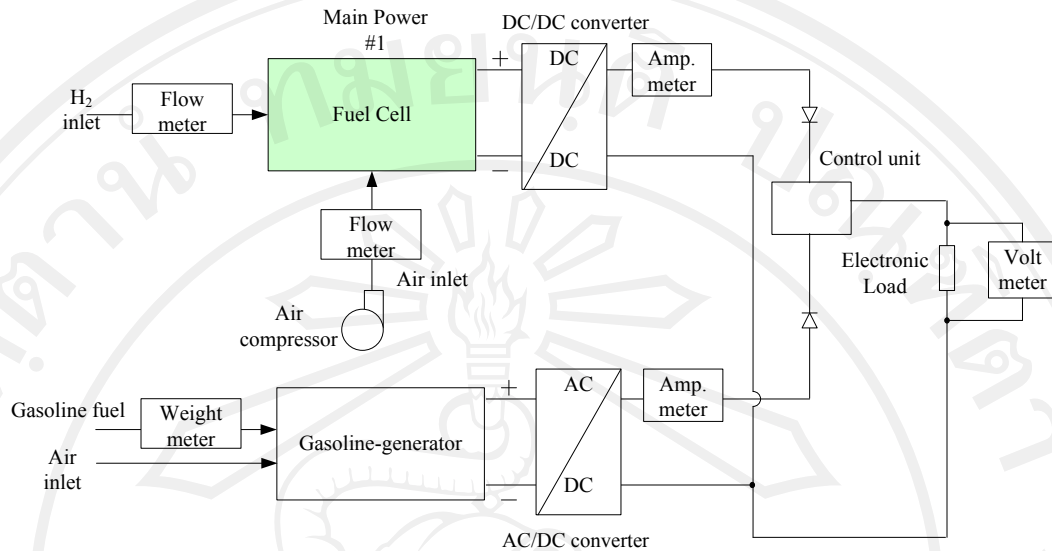 Main Power
#1
DC/DC converter
H2
inlet
Flow
meter
Fuel Cell
+
−
DC
DC
Amp.
meter
Control unit
Flow
meter
Air inlet
Air
compressor
Electronic
Load
Volt
meter
Gasoline fuel
Weight
meter
Air
inlet
Gasoline-generator
+
−
AC
DC
Amp.
meter
AC/DC converter